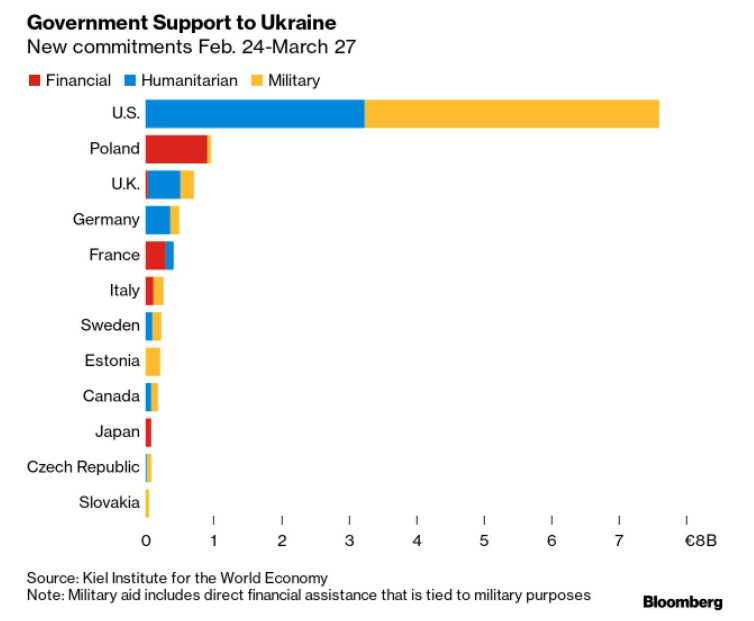 Government Support to Ukraine
New commitments Feb. 24-March 27
Financial Humanitarian Military
U.S.
Poland
U.K.
Germany
France
Italy
Sweden
Estonia
Canada
Japan
Czech Republic
Slovakia
0 1 2 3 4 5 6 7 €8B
Source: Kiel Institute for the World Economy
Note: Military aid includes direct financial assistance that is tied to military purposes
Bloomberg